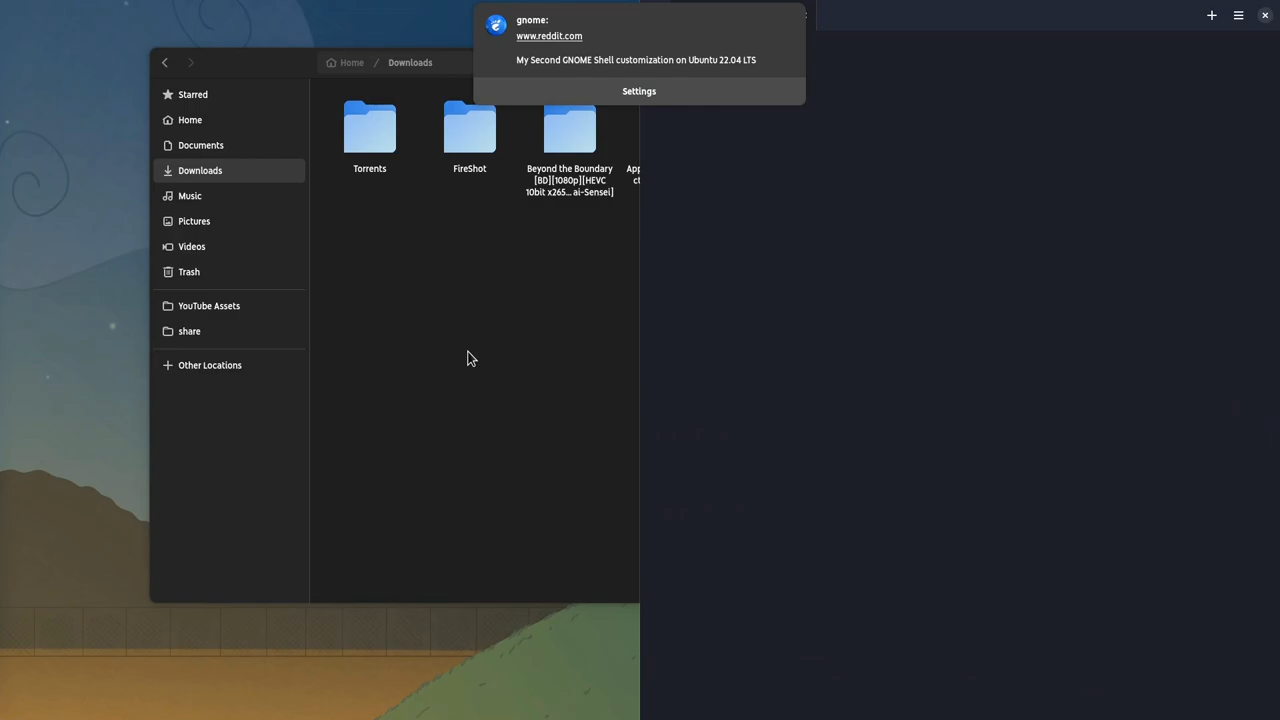 gnome:
www.reddit.com
My Second GNOME Shell customization on Ubuntu 22.04 LTS
Settings
Home / Downloads
Starred
Home
Documents
Downloads
Music
Pictures
Videos
Trash
YouTube Assets
share
Other Locations
Torrents
FireShot
Beyond the Boundary
[BD][1080p][HEVC
10bit x265... ai-Sensei]
App
ct